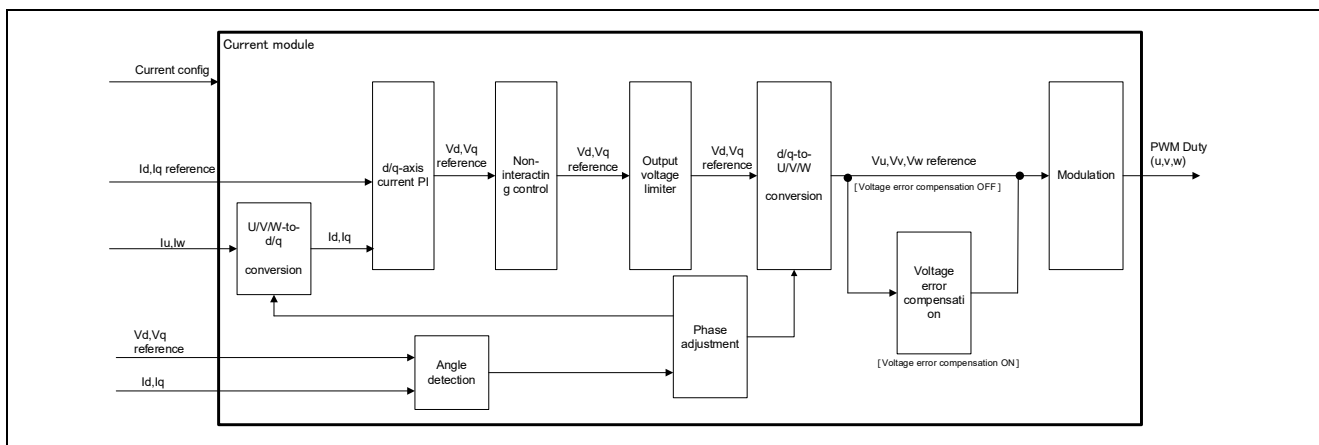 Current module
Current config
Id,Iq reference
Iu,Iw
U/V/W-to-
d/q
conversion
Id,Iq
d/q-axis
current PI
Vd,Vq
reference
Non-
interactin
g control
Vd,Vq
reference
Output
voltage
limiter
Vd,Vq
reference
d/q-to-
U/V/W
conversion
Vu,Vv,Vw reference
[ Voltage error compensation OFF ]
Voltage
error
compensati
on
[ Voltage error compensation ON]
Modulation
PWM Duty
(u,v,w)
Vd,Vq
reference
Id,Iq
Angle
detection
Phase
adjustment